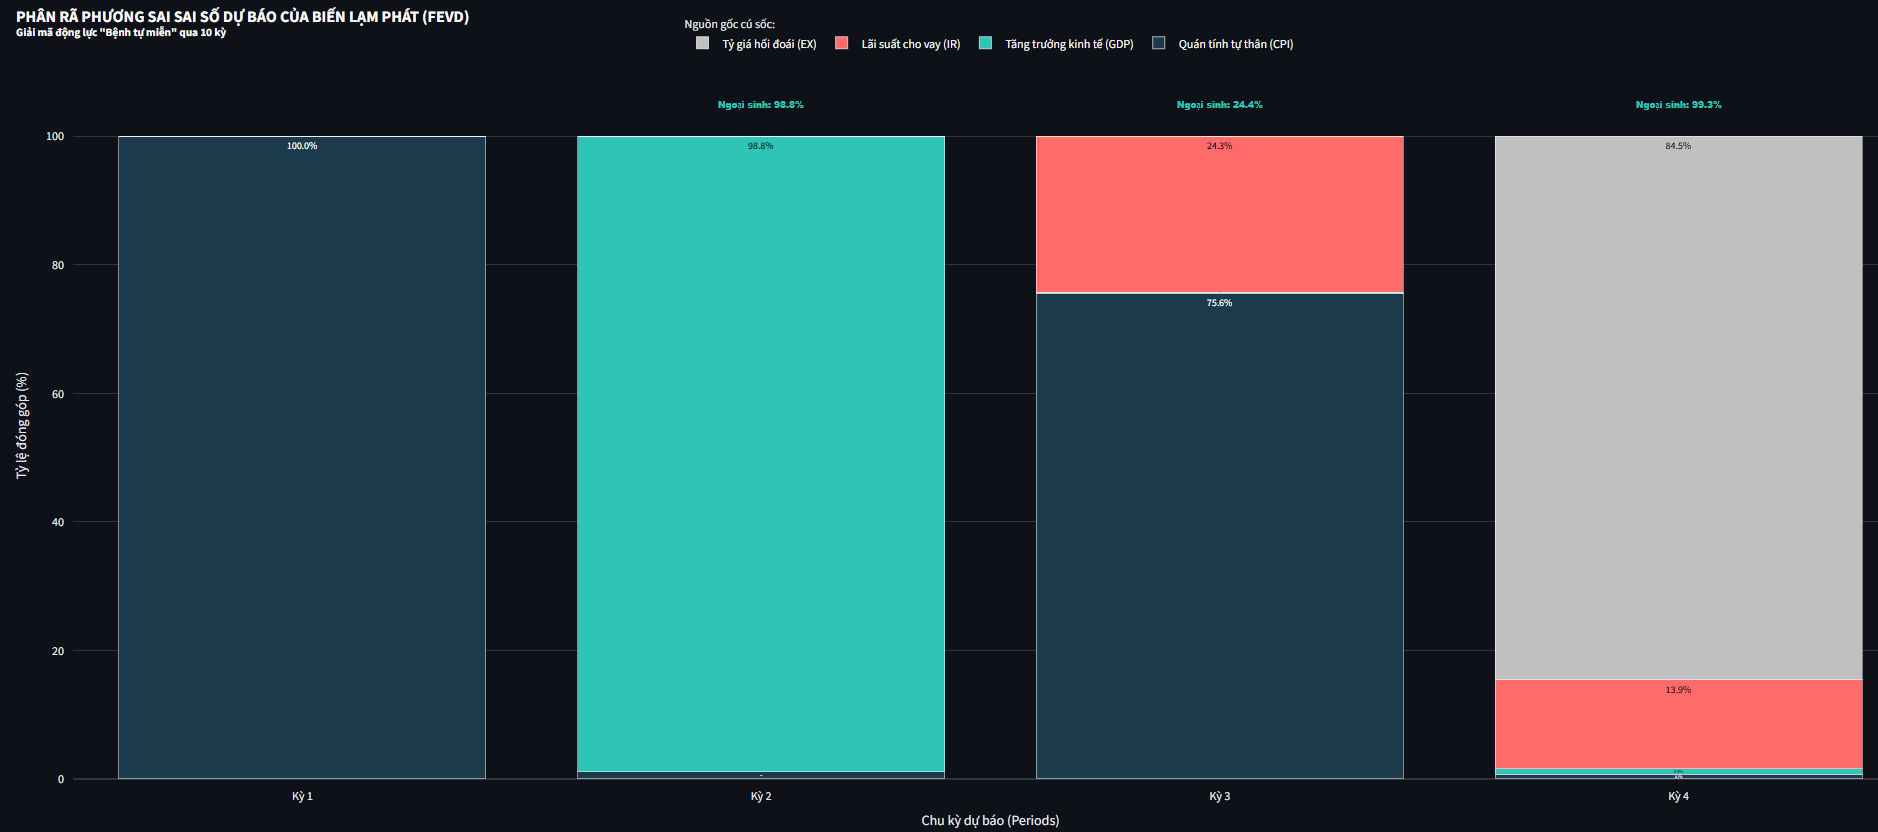 PHÂN RÃ PHƯƠNG SAI SAI SỐ DỰ BÁO CỦA BIẾN LẠM PHÁT (FEVD)
Giải mã động lực "Bệnh tự miễn" qua 10 kỳ
Nguồn gốc cú sốc:
Tỷ giá hối đoái (EX)
Lãi suất cho vay (IR)
Tăng trưởng kinh tế (GDP)
Quán tính tự thân (CPI)
Ngoại sinh: 98.8%
Ngoại sinh: 24.4%
Ngoại sinh: 99.3%
100
80
60
40
20
0
Tỷ lệ đóng góp (%)
100.0%
98.8%
24.3%
75.6%
84.5%
13.9%
Kỳ 1
Kỳ 2
Kỳ 3
Kỳ 4
Chu kỳ dự báo (Periods)